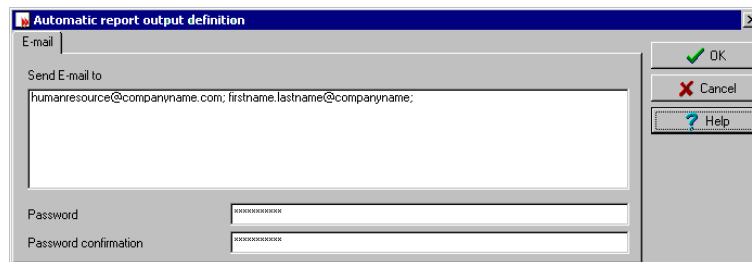 Automatic report output definition
E-mail
OK
Send E-mail to
Cancel
humanresource@companyname.com; firstname.lastname@companyname;
Help
Password ***********
Password confirmation ***********